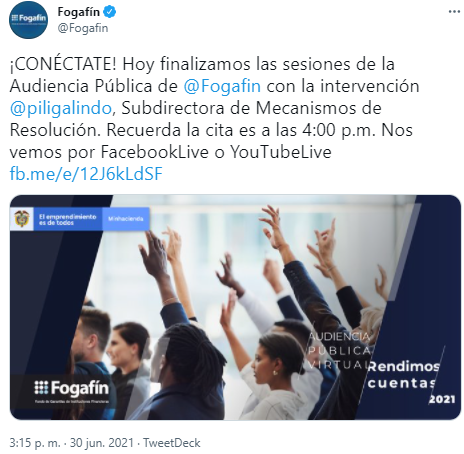 Fogafín
@Fogafin
¡CONÉCTATE! Hoy finalizamos las sesiones de la
Audiencia Pública de @Fogafin con la intervención
@piligalindo, Subdirectora de Mecanismos de
Resolución. Recuerda la cita es a las 4:00 p.m. Nos
vemos por FacebookLive o YouTubeLive
fb.me/e/12J6kLdSF
El emprendimiento
es de todos
Minhacienda
AUDIENCIA
PÚBLICA
VIRTUAL
Rendimos
cuentas
2021
Fogafín
Fondo de Garantías de Instituciones Financieras
3:15 p. m. · 30 jun. 2021 · TweetDeck